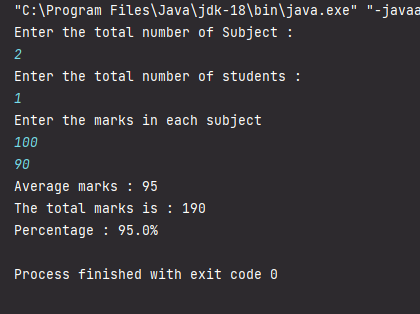 "C:\Program Files\Java\jdk-18\bin\java.exe" "-javaa
Enter the total number of Subject :
2
Enter the total number of students :
1
Enter the marks in each subject
100
90
Average marks : 95
The total marks is : 190
Percentage : 95.0%
Process finished with exit code 0